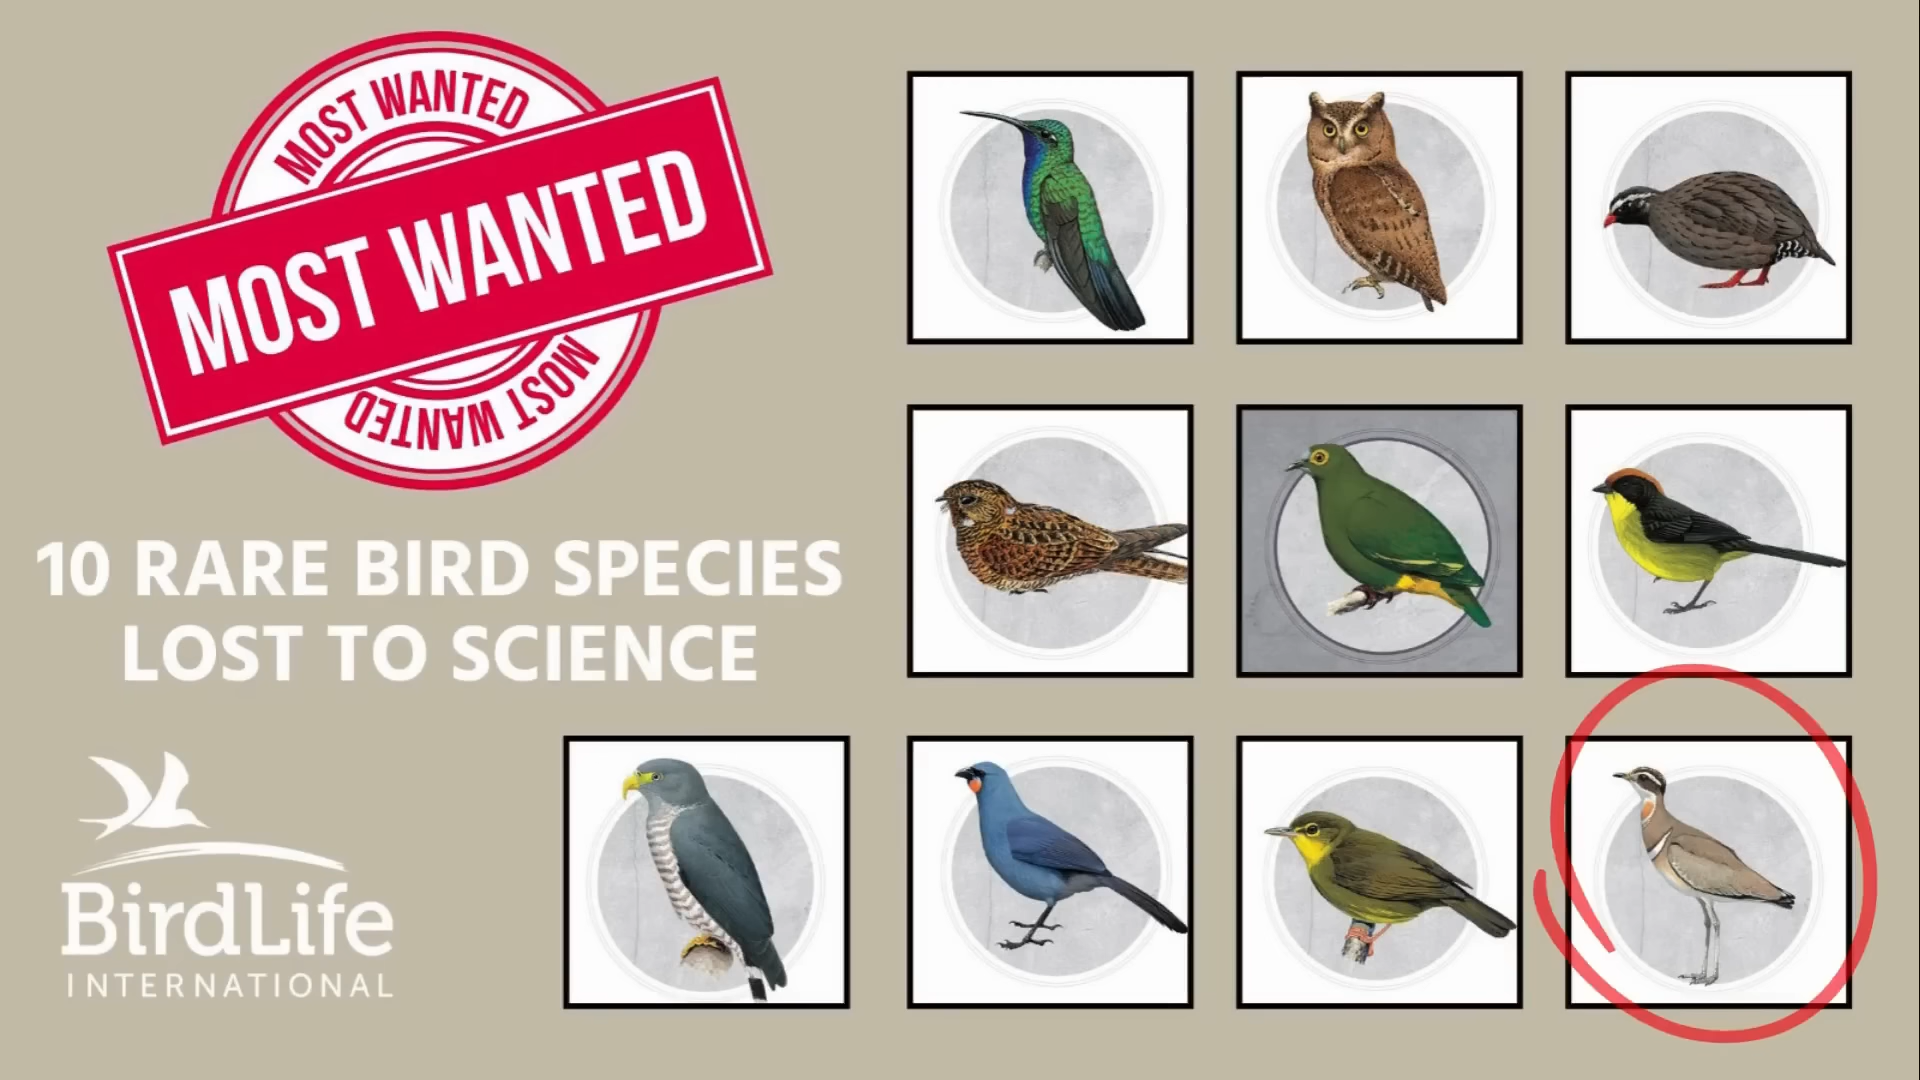 MOST WANTED
MOST WANTED
MOST WANTED
10 RARE BIRD SPECIES
LOST TO SCIENCE
BirdLife
INTERNATIONAL